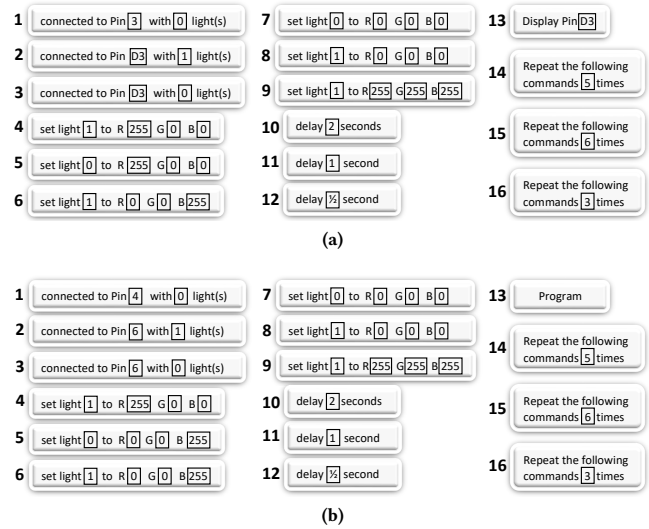 1 connected to Pin 3 with 0 light(s)
2 connected to Pin D3 with 1 light(s)
3 connected to Pin D3 with 0 light(s)
4 set light 1 to R 255 G 0 B 0
5 set light 0 to R 255 G 0 B 0
6 set light 1 to R 0 G 0 B 255
7 set light 0 to R 0 G 0 B 0
8 set light 1 to R 0 G 0 B 0
9 set light 1 to R 255 G 255 B 255
10 delay 2 seconds
11 delay 1 second
12 delay ½ second
13 Display Pin D3
14 Repeat the following
commands 5 times
15 Repeat the following
commands 6 times
16 Repeat the following
commands 3 times
(a)
1 connected to Pin 4 with 0 light(s)
2 connected to Pin 6 with 1 light(s)
3 connected to Pin 6 with 0 light(s)
4 set light 1 to R 255 G 0 B 0
5 set light 0 to R 0 G 0 B 255
6 set light 1 to R 0 G 0 B 255
7 set light 0 to R 0 G 0 B 0
8 set light 1 to R 0 G 0 B 0
9 set light 1 to R 255 G 255 B 255
10 delay 2 seconds
11 delay 1 second
12 delay ½ second
13 Program
14 Repeat the following
commands 5 times
15 Repeat the following
commands 6 times
16 Repeat the following
commands 3 times
(b)